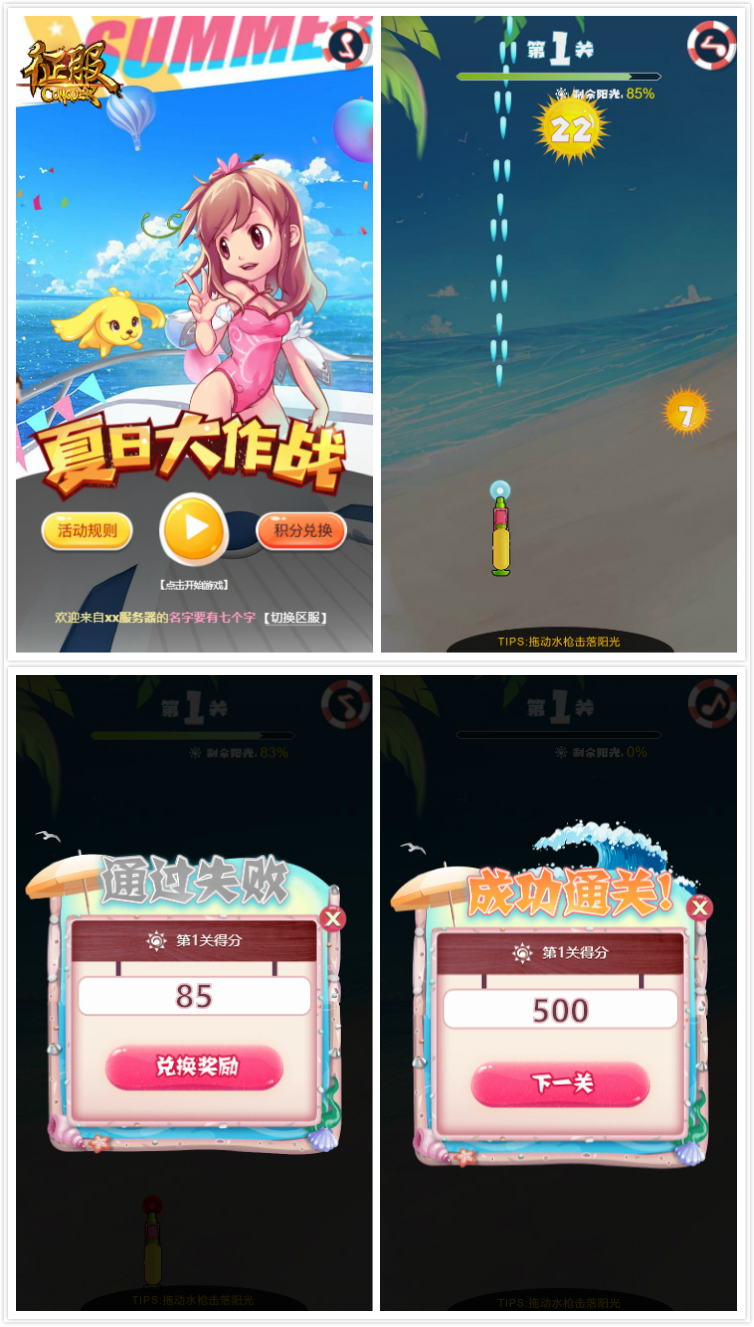 SUMMER
征服
CONQUER
夏日大作战
活动规则
积分兑换
【点击开始游戏】
欢迎来自xx服务器的名字要有七个字【切换区服】
第1关
剩余阳光:85%
22
7
TIPS:拖动水枪击落阳光
第1关
剩余阳光:83%
通过失败
X
第1关得分
85
兑换奖励
TIPS:拖动水枪击落阳光
第1关
剩余阳光:0%
成功通关!
X
第1关得分
500
下一关
TIPS:拖动水枪击落阳光